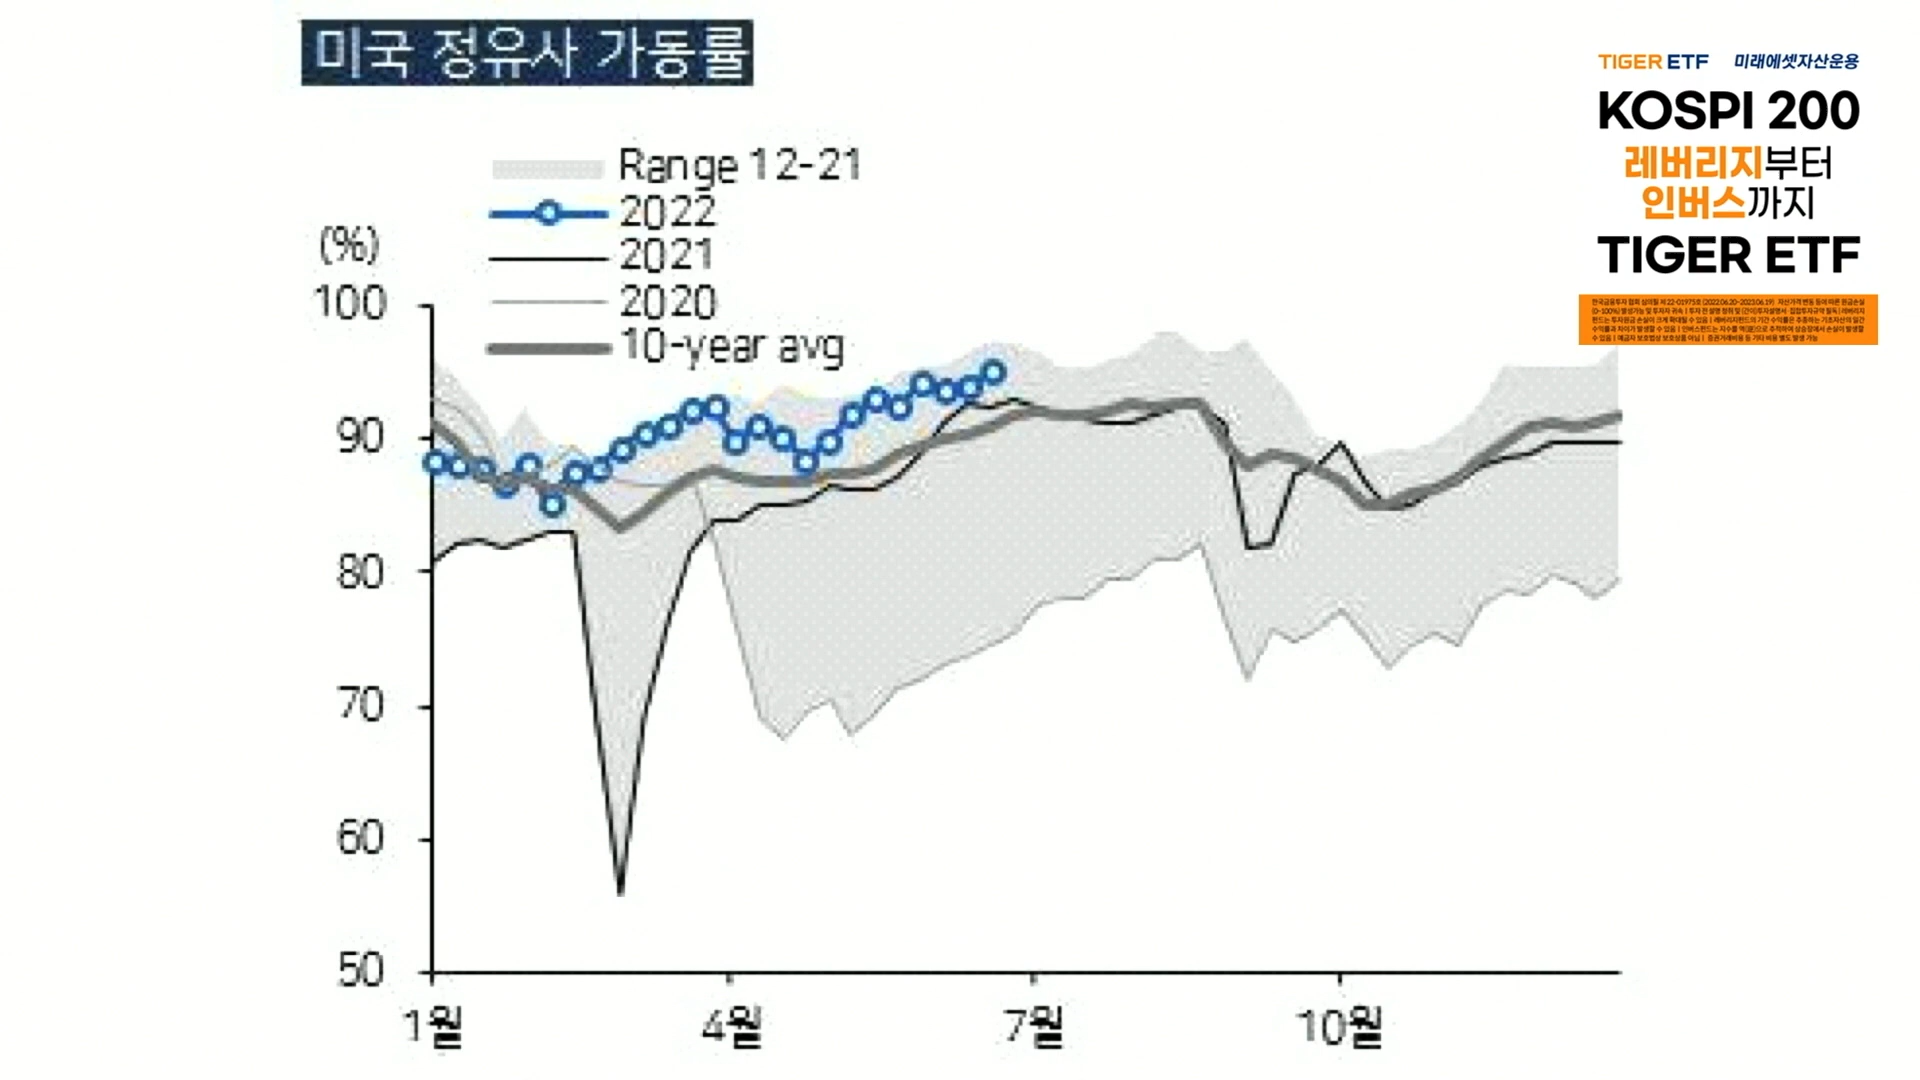 미국 정유사 가동률
Range 12-21
2022
2021
2020
10-year avg
(%)
100
90
80
70
60
50
1월
4월
7월
10월
TIGER ETF 미래에셋자산운용
KOSPI 200
레버리지부터
인버스까지
TIGER ETF